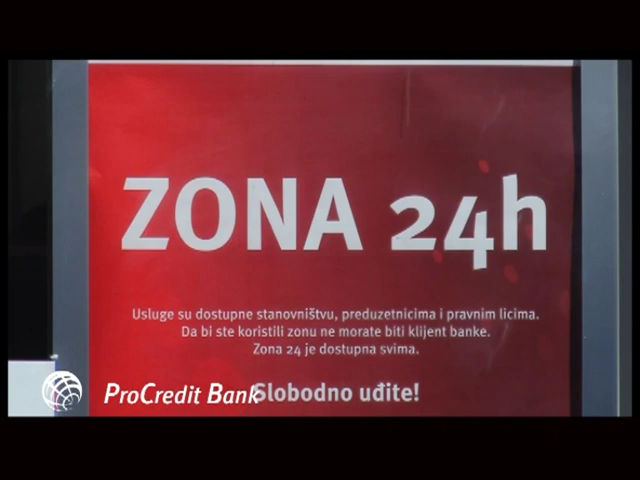 ZONA 24h
Usluge su dostupne stanovništvu, preduzetnicima i pravnim licima.
Da bi ste koristili zonu ne morate biti klijent banke.
Zona 24 je dostupna svima.
Slobodno uđite!
ProCredit Bank